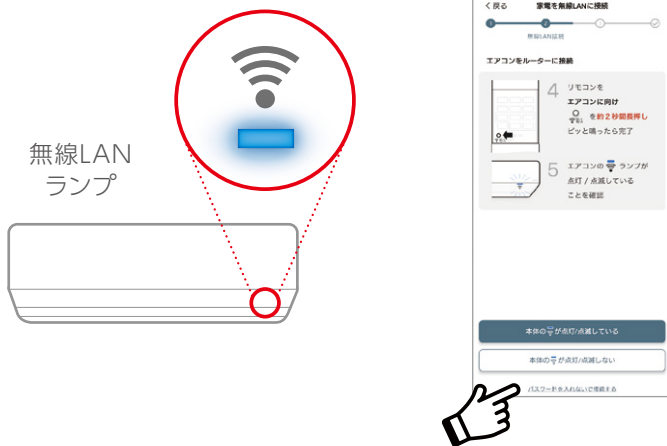 無線LAN
ランプ
く 戻る
家電を無線LANに接続
1
2
3
無線LAN接続
エアコンをルーターに接続
4
リモコンを
エアコンに向け
を約2秒間長押し
ピッと鳴ったら完了
5
エアコンの ランプが
点灯 / 点滅している
ことを確認
本体の が点灯/点滅している
本体の が点灯/点滅しない
パスワードを入れないで接続する